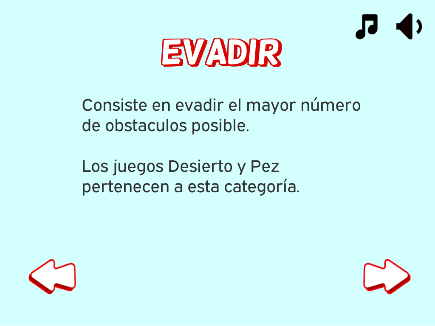 EVADIR
Consiste en evadir el mayor número
de obstaculos posible.
Los juegos Desierto y Pez
pertenecen a esta categoría.